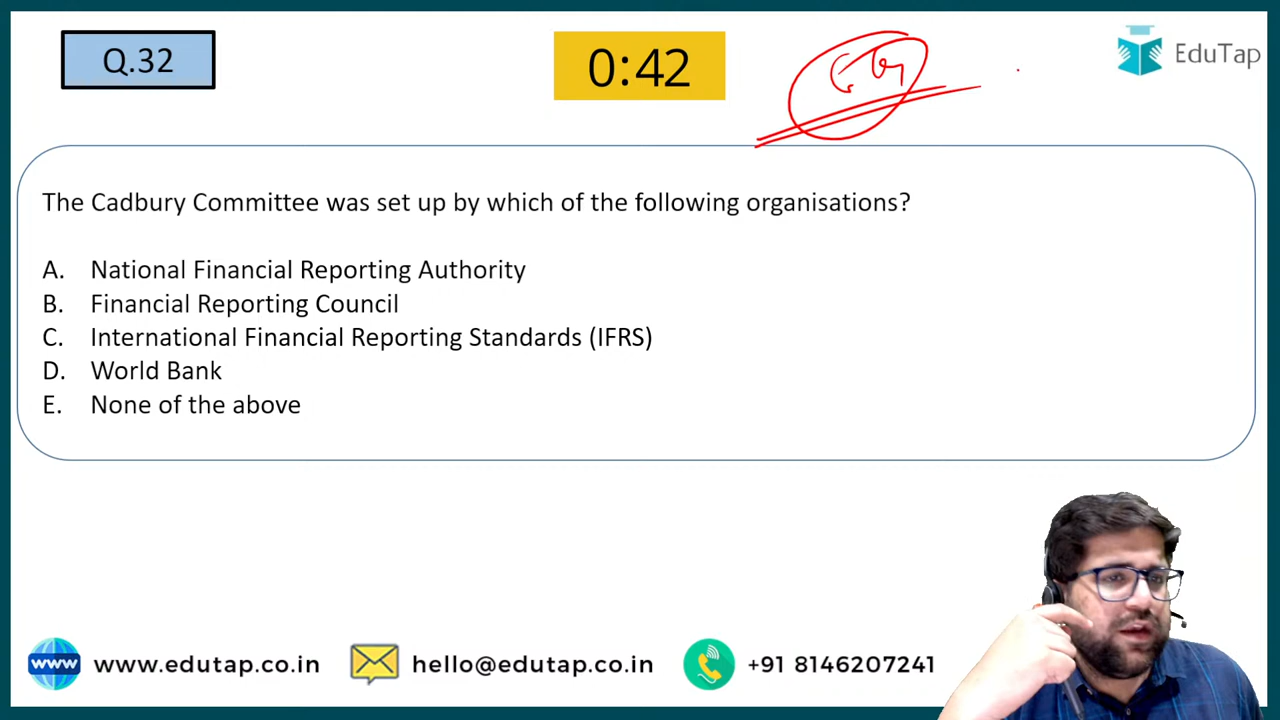 Q.32
0:42
EduTap
The Cadbury Committee was set up by which of the following organisations?
A. National Financial Reporting Authority
B. Financial Reporting Council
C. International Financial Reporting Standards (IFRS)
D. World Bank
E. None of the above
www www.edutap.co.in hello@edutap.co.in +91 8146207241